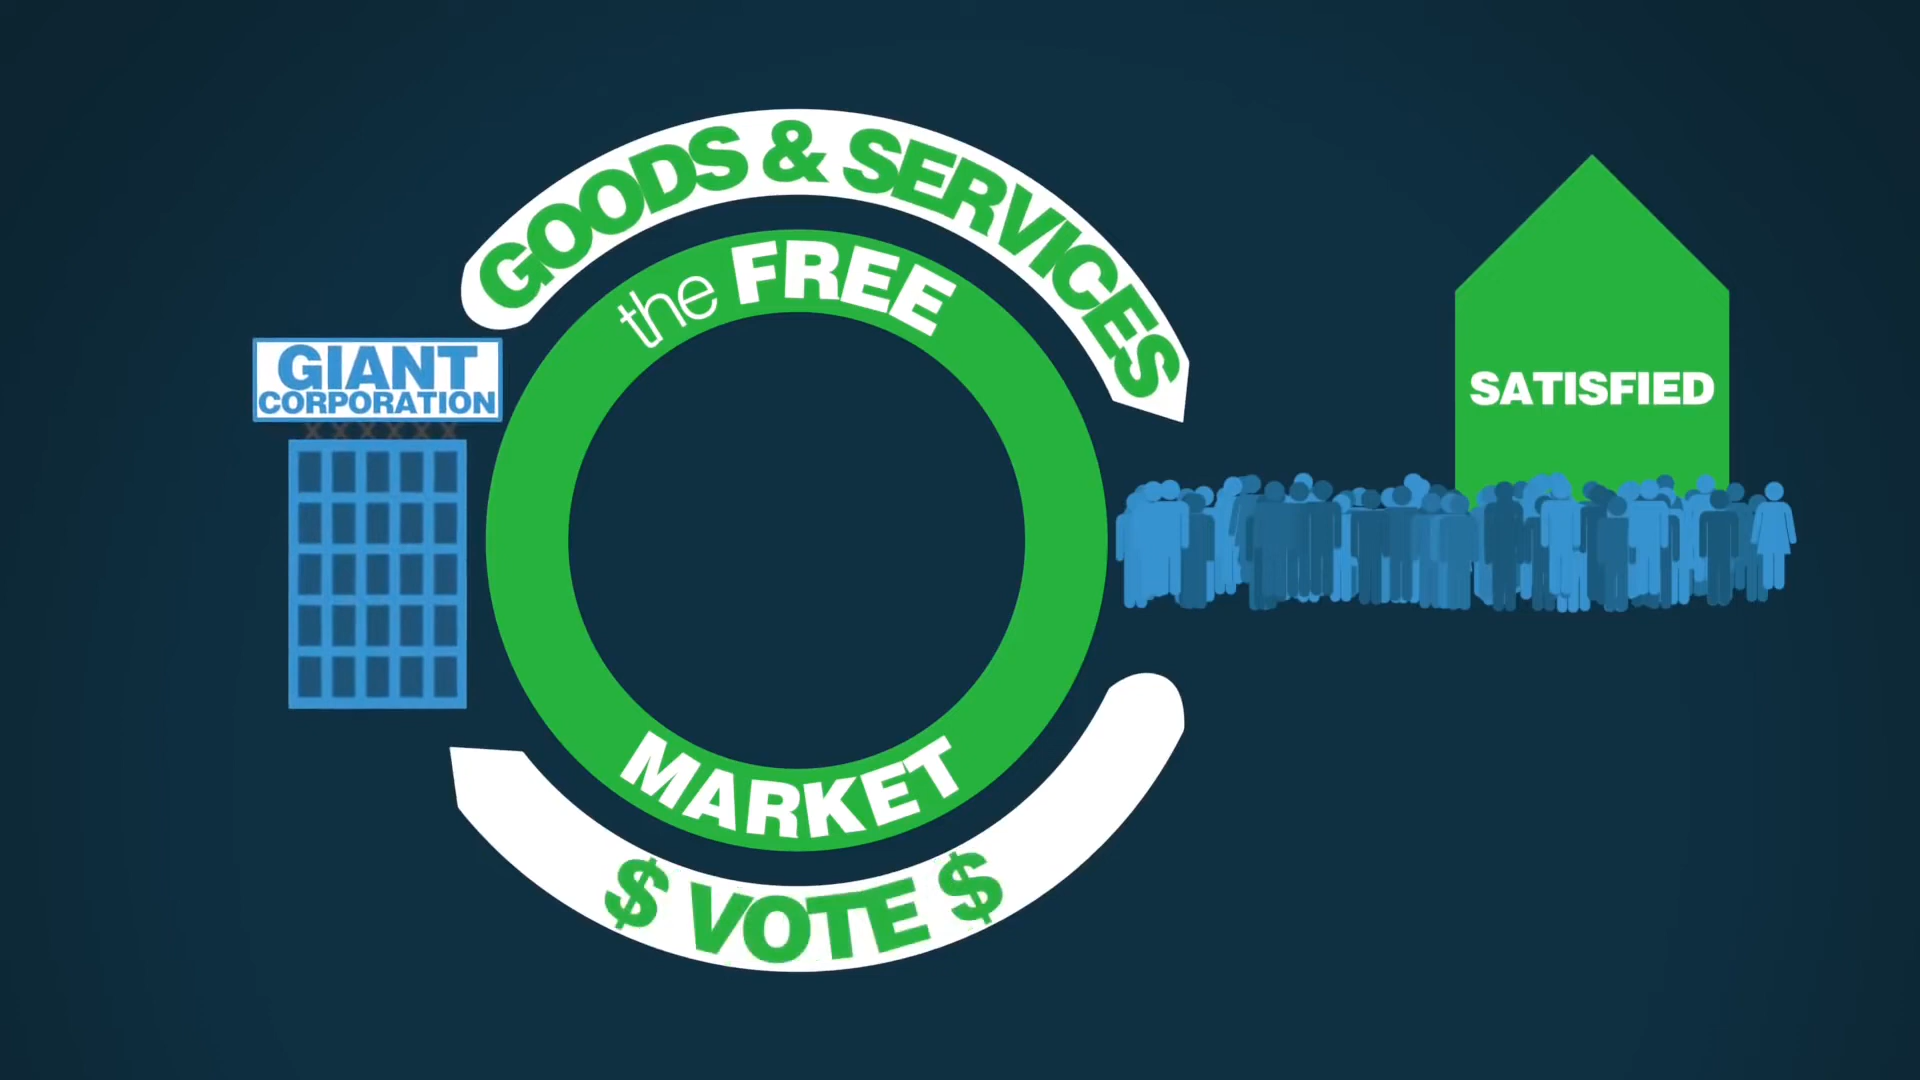 GOODS & SERVICES
the FREE
MARKET
$ VOTE $
GIANT
CORPORATION
SATISFIED